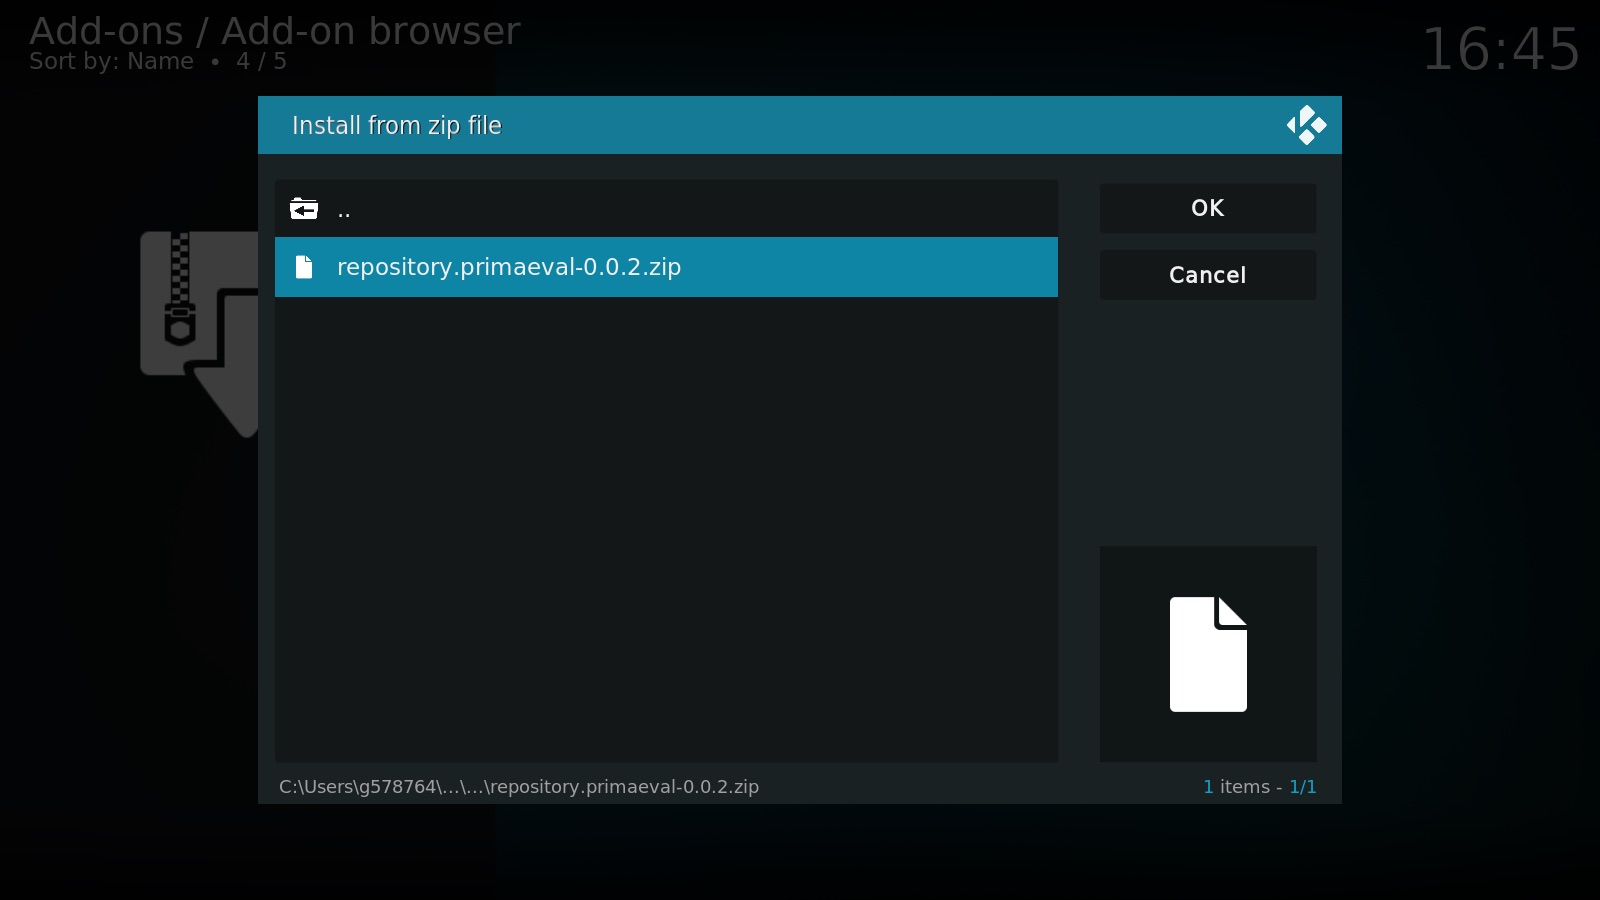 Add-ons / Add-on browser
Sort by: Name • 4 / 5
16:45
Install from zip file
..
repository.primaeval-0.0.2.zip
OK
Cancel
C:\Users\g578764\...\...\repository.primaeval-0.0.2.zip
1 items - 1/1